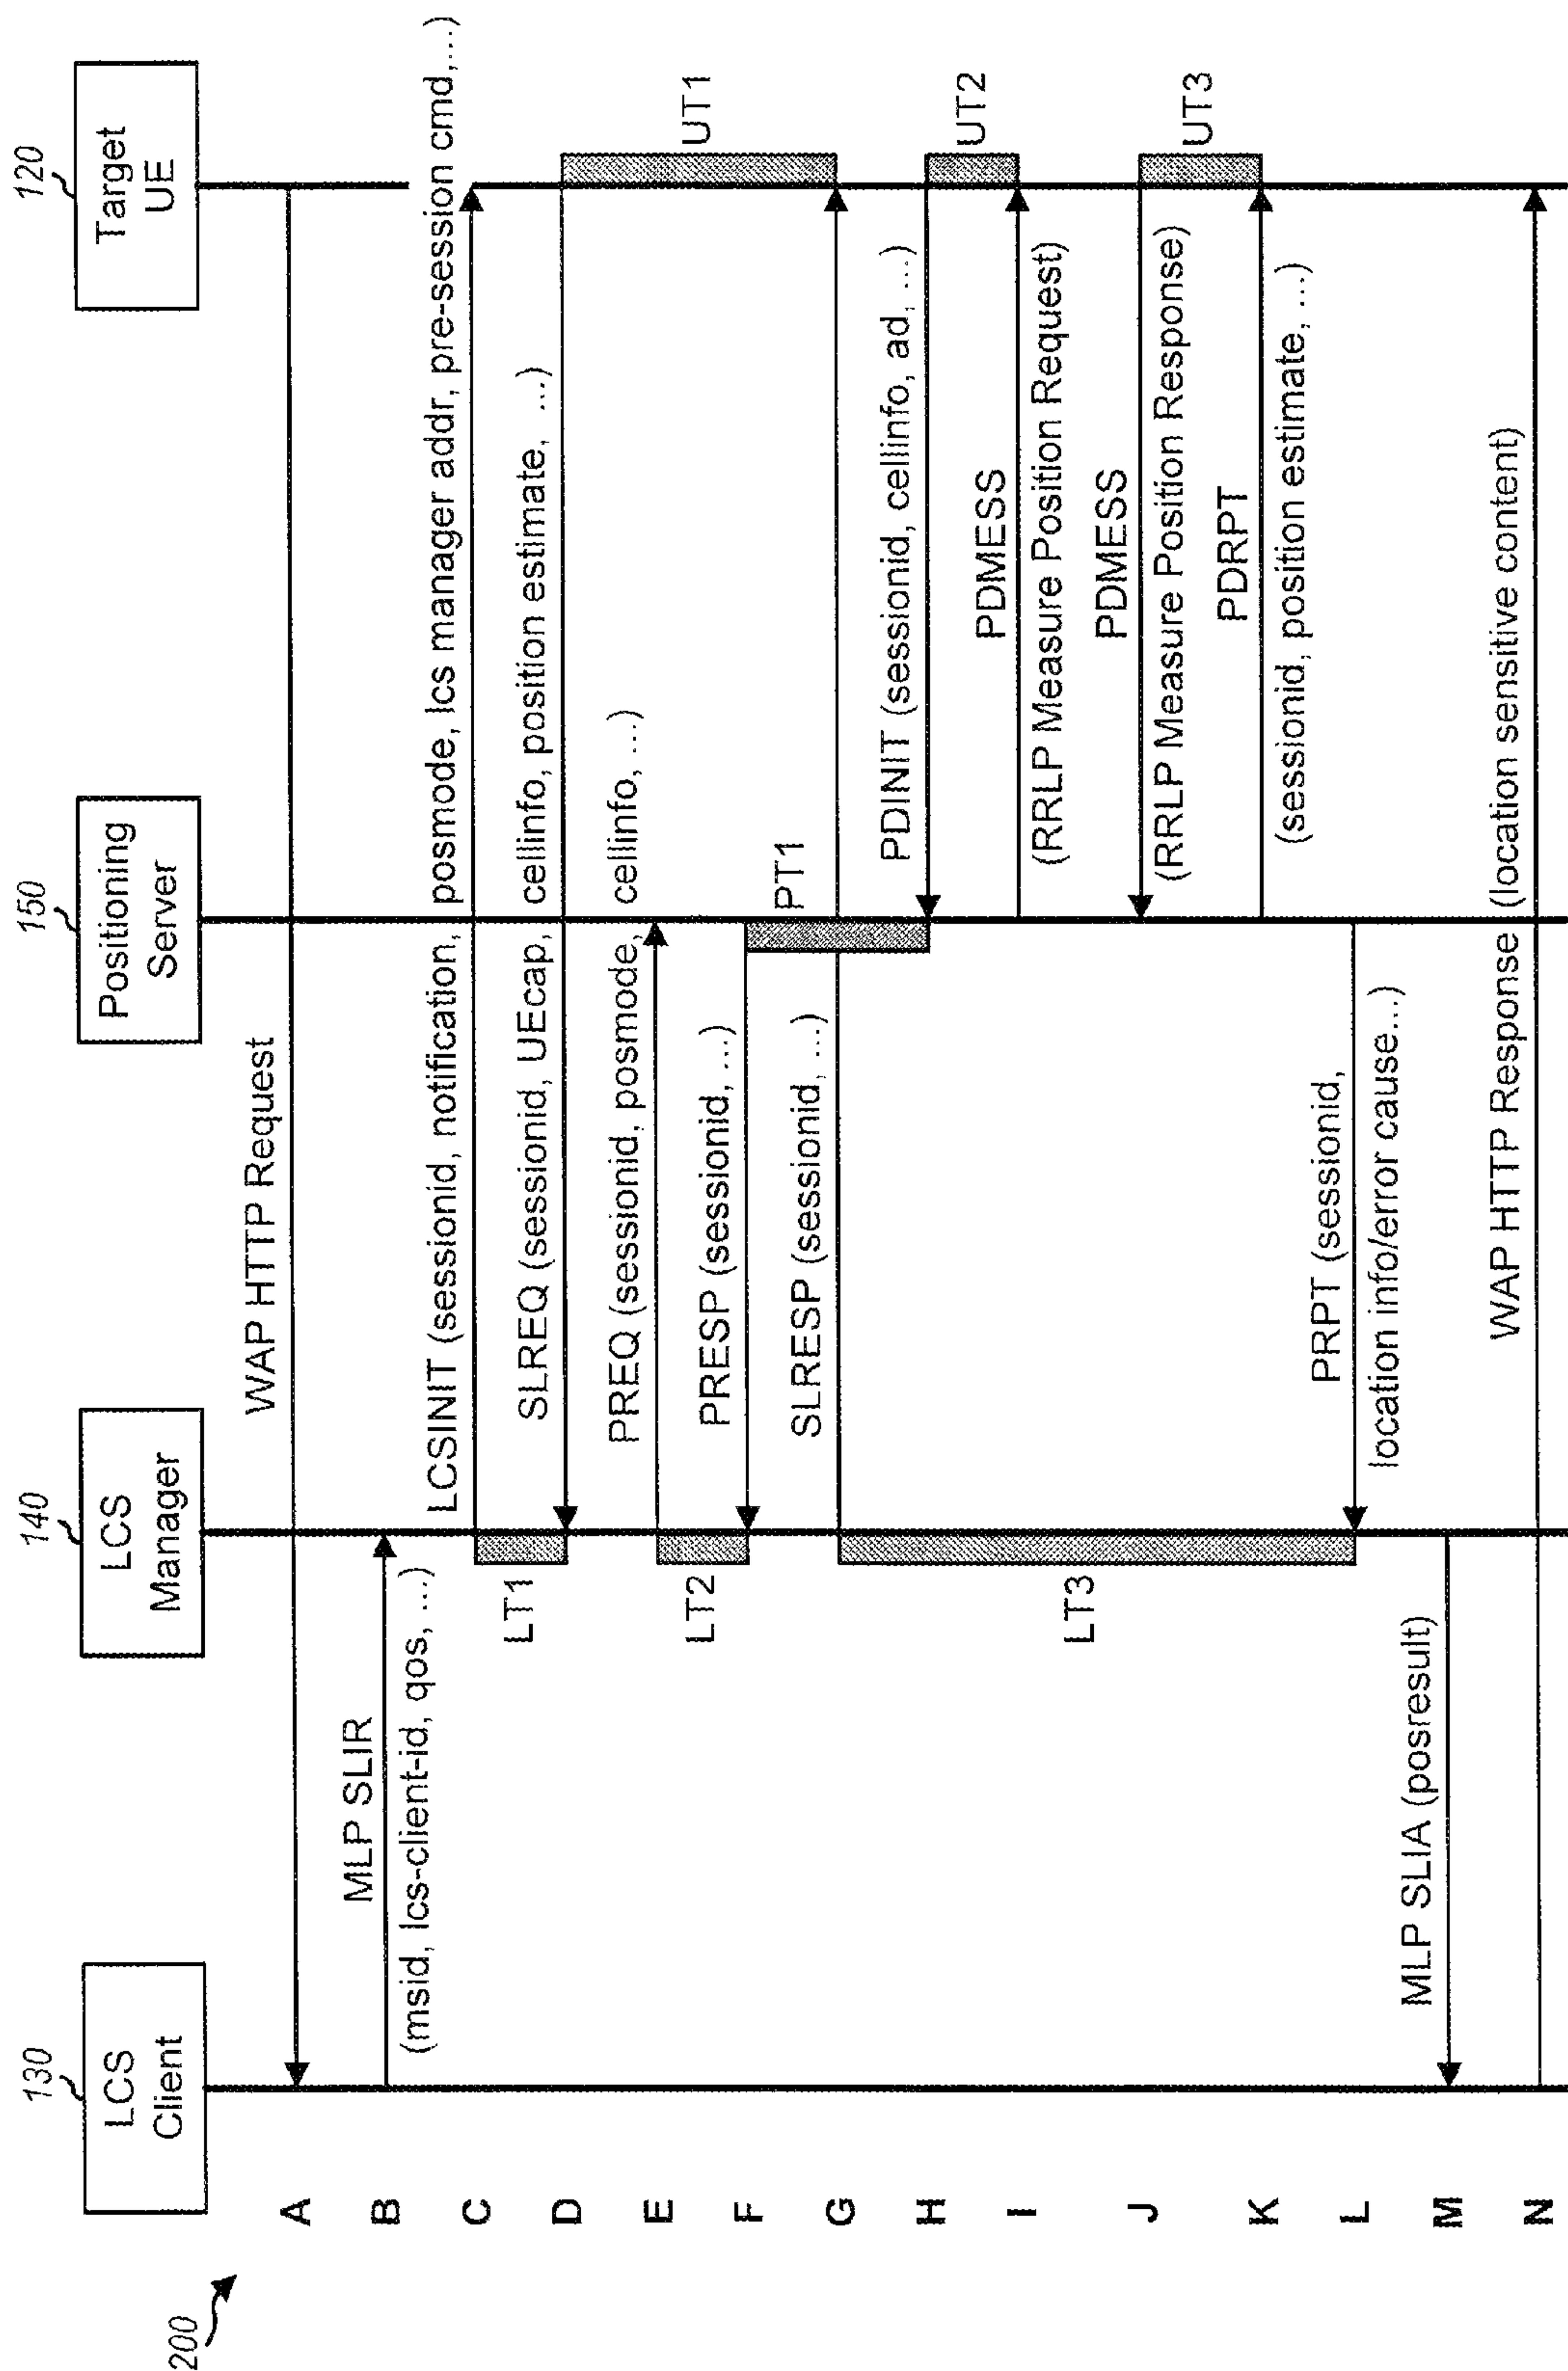 200
130
LCS
Client
140
LCS
Manager
150
Positioning
Server
120
Target
UE
A
WAP HTTP Request
B
MLP SLIR
(msid, lcs-client-id, qos, ...)
C
LCSINIT (sessionid, notification, posmode, lcs manager addr, pre-session cmd,...)
LT1
D
SLREQ (sessionid, UEcap, cellinfo, position estimate, ...)
UT1
E
PREQ (sessionid, posmode, cellinfo, ...)
LT2
F
PRESP (sessionid, ...)
PT1
G
SLRESP (sessionid, ...)
LT3
H
PDINIT (sessionid, cellinfo, ad, ...)
UT2
I
PDMESS
(RRLP Measure Position Request)
J
PDMESS
(RRLP Measure Position Response)
UT3
K
PDRPT
(sessionid, position estimate, ...)
L
PRPT (sessionid,
location info/error cause...)
M
MLP SLIA (posresult)
N
WAP HTTP Response (location sensitive content)